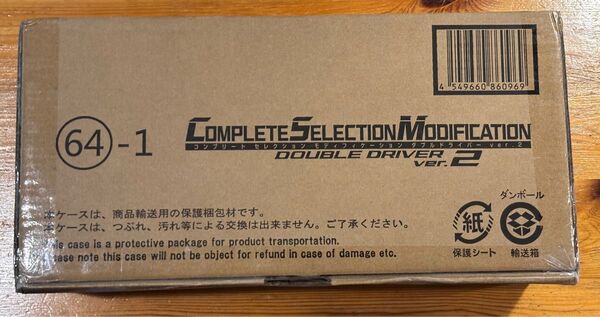 4 549660 860969
64-1
COMPLETE SELECTION MODIFICATION
コンプリート セレクション モディフィケーション ダブルドライバー ver.2
DOUBLE DRIVER
ver.2
本ケースは、商品輸送用の保護梱包材です。
本ケースは、つぶれ、汚れ等による交換は出来ません。ご了承ください。
This case is a protective package for product transportation.
Please note this case will not be object for refund in case of damage etc.
紙
保護シート
ダンボール
輸送箱